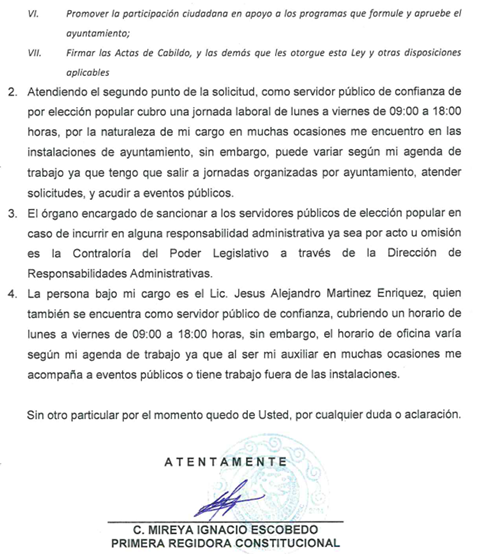 VI. Promover la participación ciudadana en apoyo a los programas que formule y apruebe el
ayuntamiento;
VII. Firmar las Actas de Cabildo, y las demás que les otorgue esta Ley y otras disposiciones
aplicables
2. Atendiendo el segundo punto de la solicitud, como servidor público de confianza de
por elección popular cubro una jornada laboral de lunes a viernes de 09:00 a 18:00
horas, por la naturaleza de mi cargo en muchas ocasiones me encuentro en las
instalaciones de ayuntamiento, sin embargo, puede variar según mi agenda de
trabajo ya que tengo que salir a jornadas organizadas por ayuntamiento, atender
solicitudes, y acudir a eventos públicos.
3. El órgano encargado de sancionar a los servidores públicos de elección popular en
caso de incurrir en alguna responsabilidad administrativa ya sea por acto u omisión
es la Contraloría del Poder Legislativo a través de la Dirección de
Responsabilidades Administrativas.
4. La persona bajo mi cargo es el Lic. Jesus Alejandro Martinez Enriquez, quien
también se encuentra como servidor público de confianza, cubriendo un horario de
lunes a viernes de 09:00 a 18:00 horas, sin embargo, el horario de oficina varía
según mi agenda de trabajo ya que al ser mi auxiliar en muchas ocasiones me
acompaña a eventos públicos o tiene trabajo fuera de las instalaciones.
Sin otro particular por el momento quedo de Usted, por cualquier duda o aclaración.
ATENTAMENTE
C. MIREYA IGNACIO ESCOBEDO
PRIMERA REGIDORA CONSTITUCIONAL